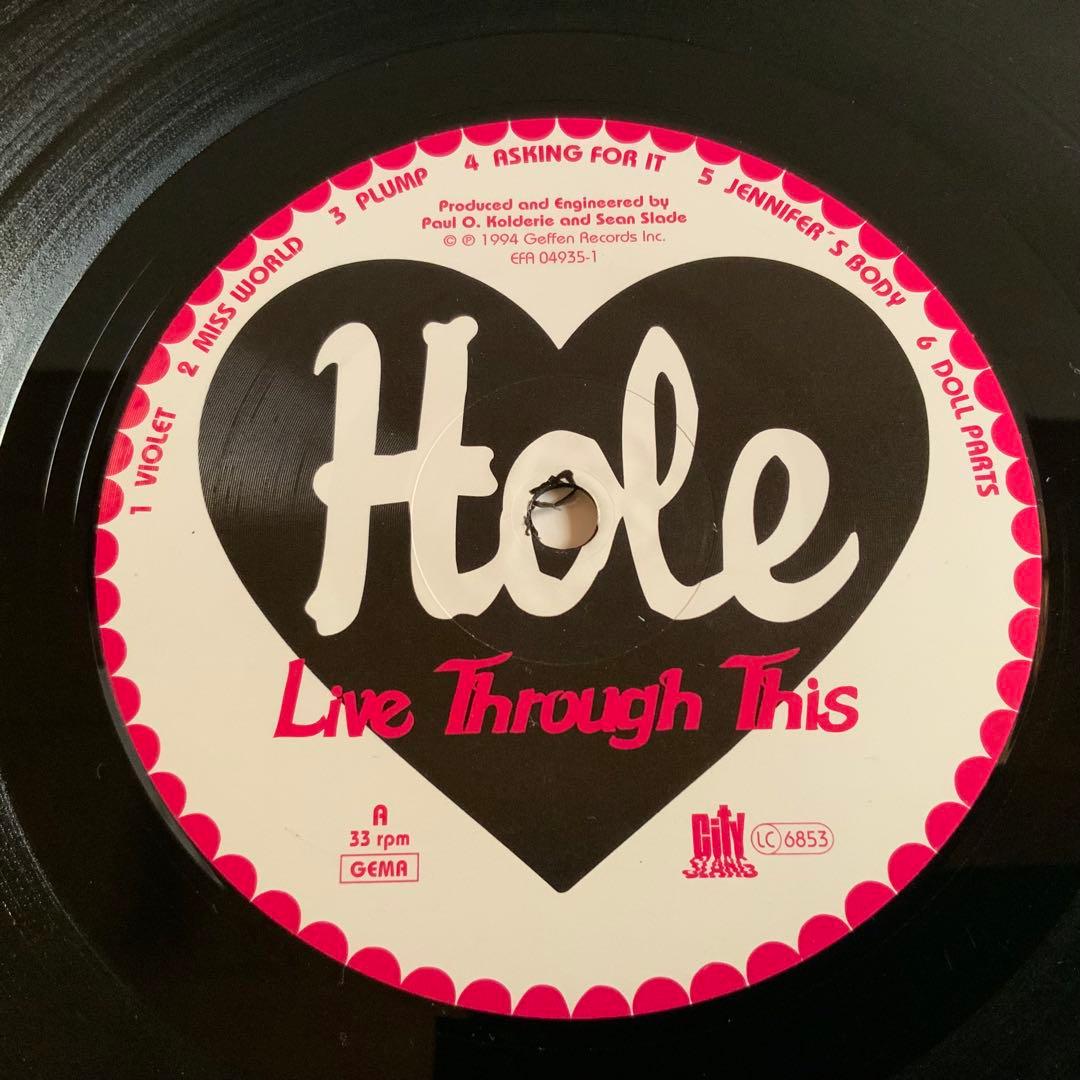 1 VIOLET
2 MISS WORLD
3 PLUMP
4 ASKING FOR IT
5 JENNIFER´S BODY
6 DOLL PARTS
Produced and Engineered by
Paul O. Kolderie and Sean Slade
© ℗ 1994 Geffen Records Inc.
EFA 04935-1
Hole
Live Through This
A
33 rpm
GEMA
City
SLANG
LC 6853